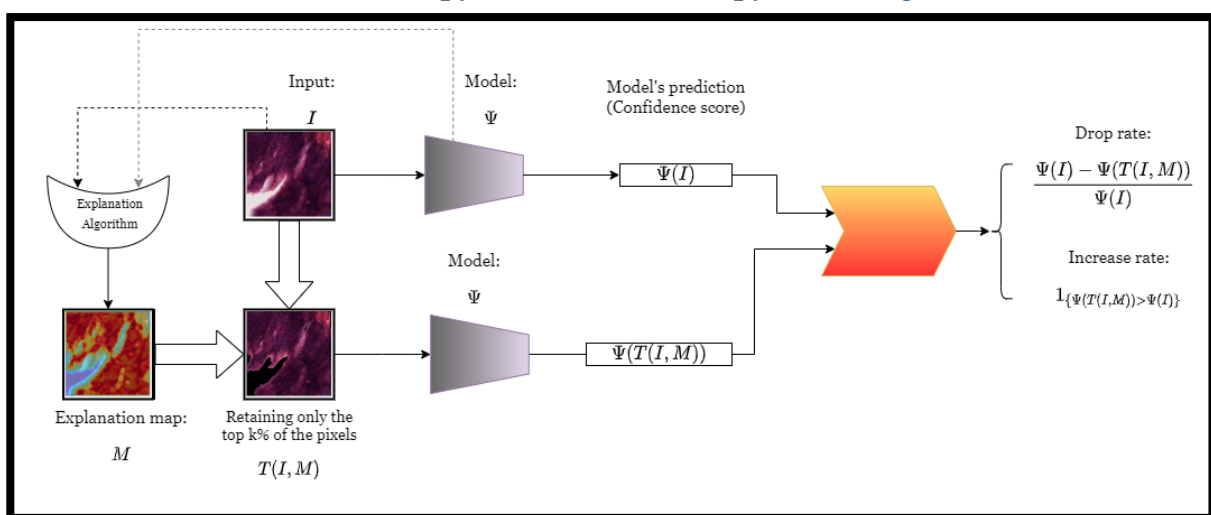 Input:
I
Model:
Ψ
Model's prediction
(Confidence score)
Explanation
Algorithm
Ψ(I)
Drop rate:
Ψ(I) − Ψ(T(I, M))
Ψ(I)
Model:
Ψ
Increase rate:
1{Ψ(T(I,M))>Ψ(I)}
Ψ(T(I, M))
Explanation map:
M
Retaining only the
top k% of the pixels
T(I, M)